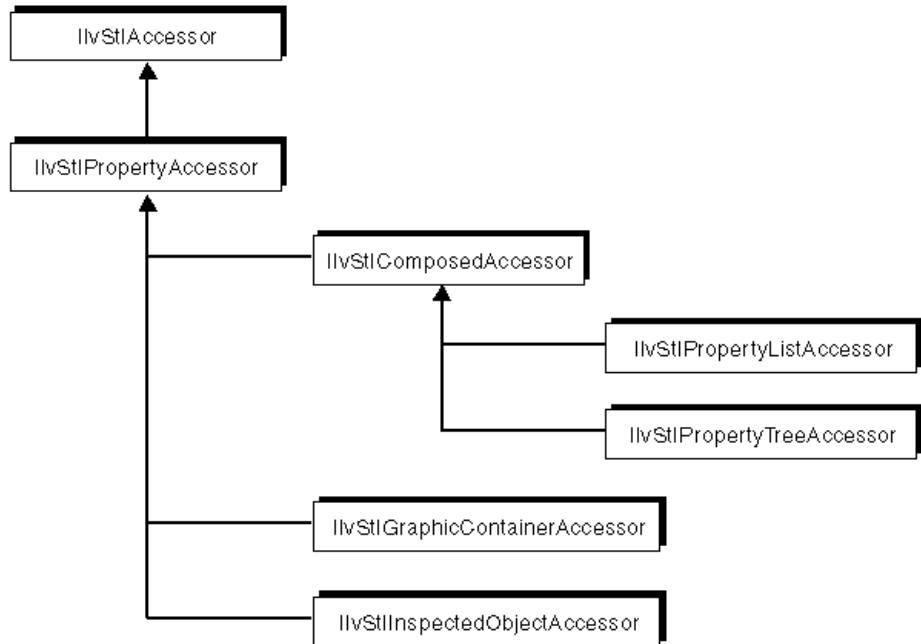 IlvStIAccessor
IlvStIPropertyAccessor
IlvStIComposedAccessor
IlvStIPropertyListAccessor
IlvStIPropertyTreeAccessor
IlvStIGraphicContainerAccessor
IlvStIInspectedObjectAccessor